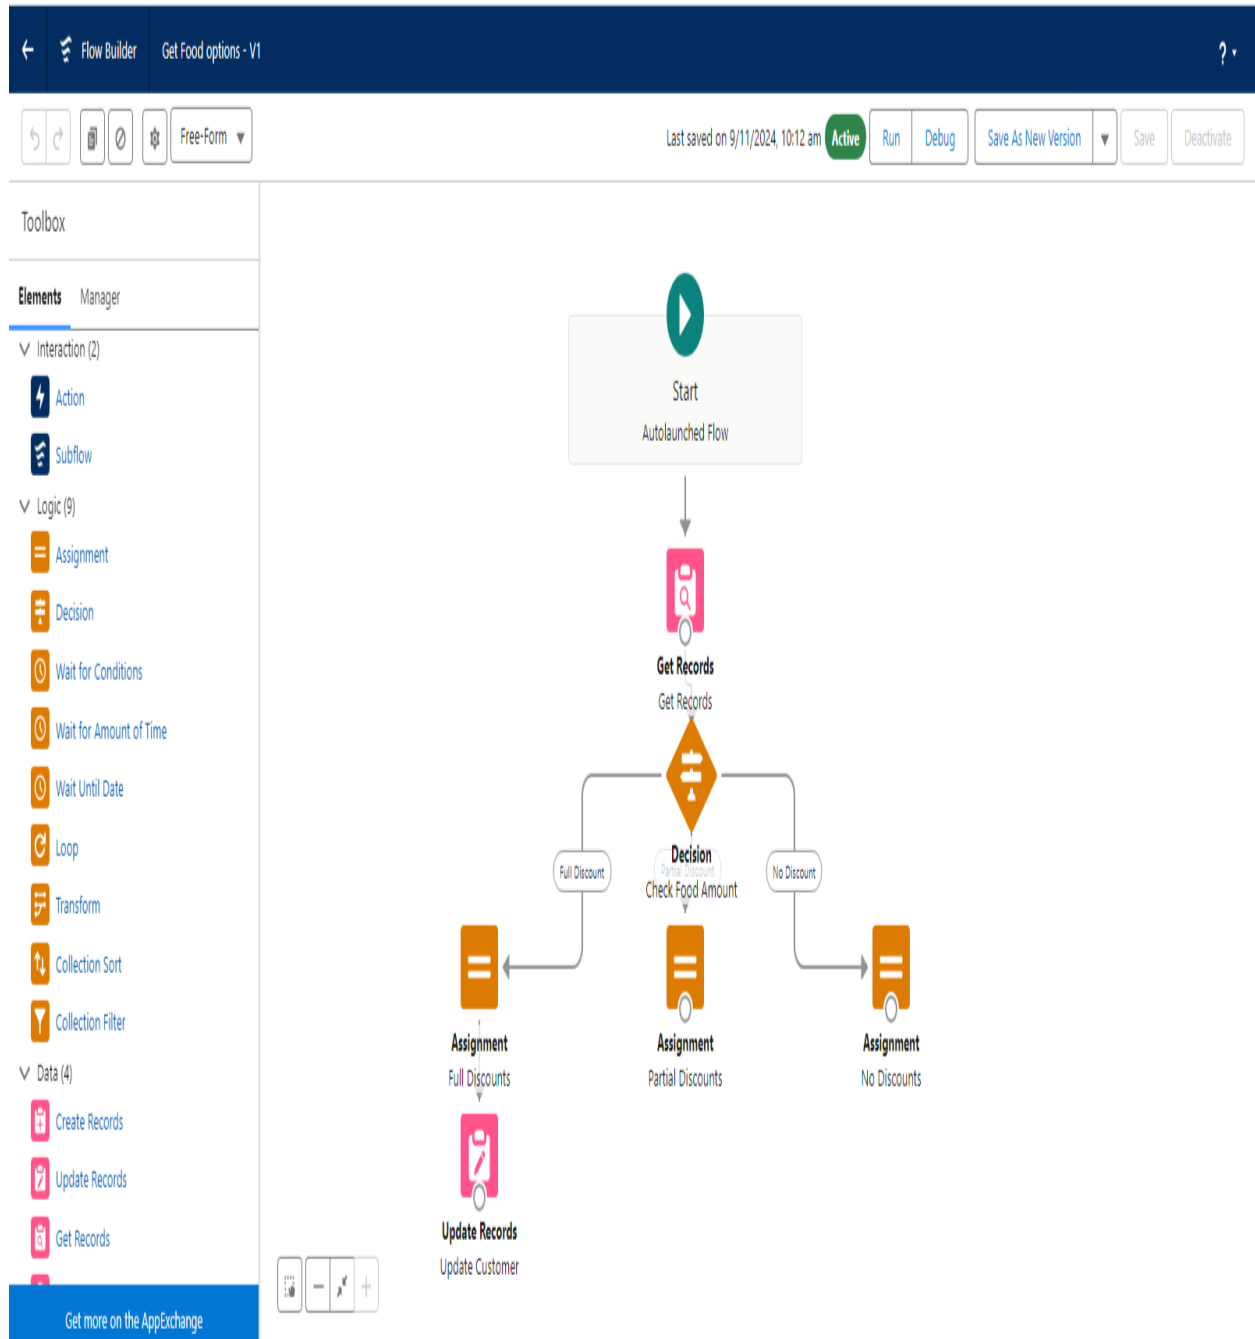 Flow Builder
Get Food options - V1
?
Free-Form
Last saved on 9/11/2024, 10:12 am
Active
Run
Debug
Save As New Version
Save
Deactivate
Toolbox
Elements
Manager
Interaction (2)
Action
Subflow
Logic (9)
Assignment
Decision
Wait for Conditions
Wait for Amount of Time
Wait Until Date
Loop
Transform
Collection Sort
Collection Filter
Data (4)
Create Records
Update Records
Get Records
Get more on the AppExchange
Start
Autolaunched Flow
Get Records
Get Records
Decision
Full Discount
Partial Discount
No Discount
Check Food Amount
Assignment
Full Discounts
Assignment
Partial Discounts
Assignment
No Discounts
Update Records
Update Customer